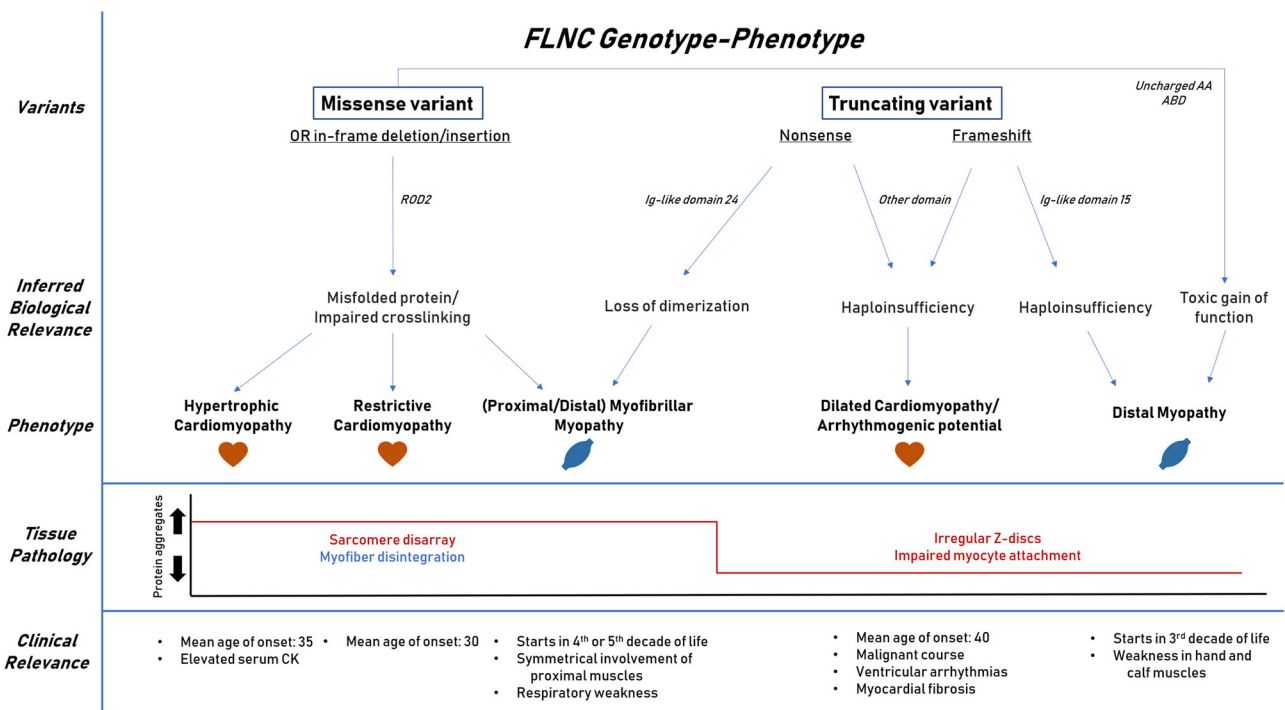 FLNC Genotype-Phenotype
Variants
Missense variant
OR in-frame deletion/insertion
Truncating variant
Nonsense
Frameshift
Uncharged AA
ABD
ROD2
Ig-like domain 24
Other domain
Ig-like domain 15
Inferred
Biological
Relevance
Misfolded protein/
Impaired crosslinking
Loss of dimerization
Haploinsufficiency
Haploinsufficiency
Toxic gain of
function
Phenotype
Hypertrophic
Cardiomyopathy
Restrictive
Cardiomyopathy
(Proximal/Distal) Myofibrillar
Myopathy
Dilated Cardiomyopathy/
Arrhythmogenic potential
Distal Myopathy
Tissue
Pathology
Protein aggregates
Sarcomere disarray
Myofiber disintegration
Irregular Z-discs
Impaired myocyte attachment
Clinical
Relevance
• Mean age of onset: 35
• Elevated serum CK
• Mean age of onset: 30
• Starts in 4th or 5th decade of life
• Symmetrical involvement of
proximal muscles
• Respiratory weakness
• Mean age of onset: 40
• Malignant course
• Ventricular arrhythmias
• Myocardial fibrosis
• Starts in 3rd decade of life
• Weakness in hand and
calf muscles